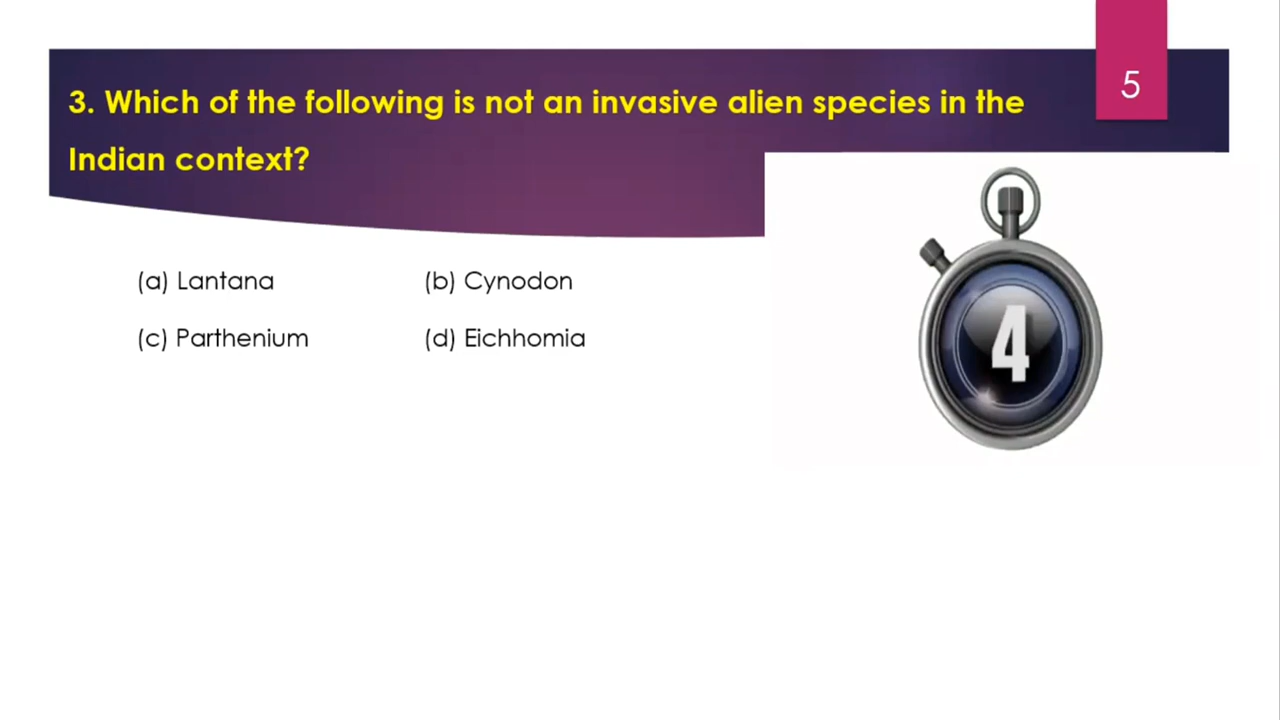 5
3. Which of the following is not an invasive alien species in the
Indian context?
(a) Lantana (b) Cynodon
(c) Parthenium (d) Eichhomia
4